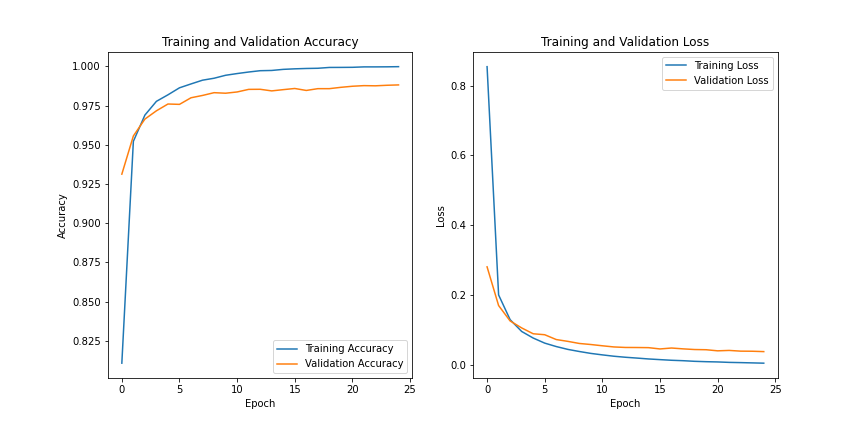 Training and Validation Accuracy
1.000
0.975
0.950
0.925
0.900
0.875
0.850
0.825
Accuracy
Training Accuracy
Validation Accuracy
0 5 10 15 20 25
Epoch
Training and Validation Loss
Training Loss
Validation Loss
0.8
0.6
0.4
0.2
0.0
Loss
0 5 10 15 20 25
Epoch